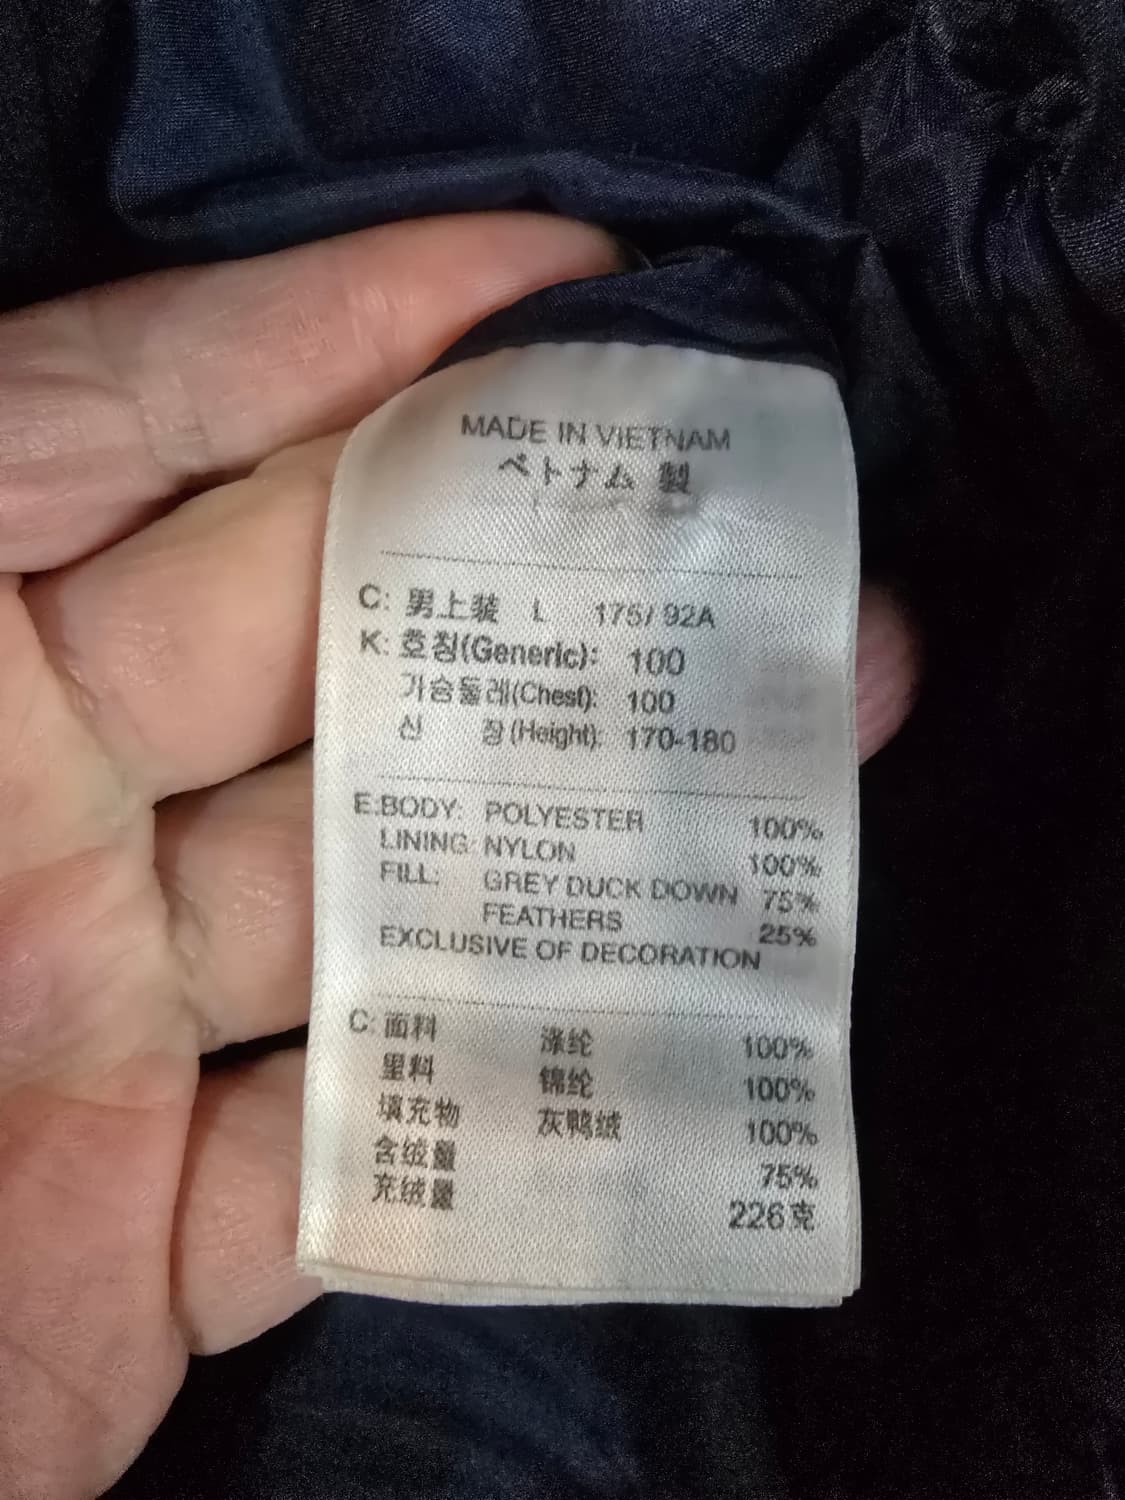 MADE IN VIETNAM
ベトナム 製
C: 男上装 L 175/92A
K: 호칭(Generic): 100
가슴둘레(Chest): 100
신 장(Height): 170-180
E:BODY: POLYESTER 100%
LINING: NYLON 100%
FILL: GREY DUCK DOWN 75%
FEATHERS 25%
EXCLUSIVE OF DECORATION
C: 面料 涤纶 100%
里料 锦纶 100%
填充物 灰鸭绒 100%
含绒量 75%
充绒量 226克